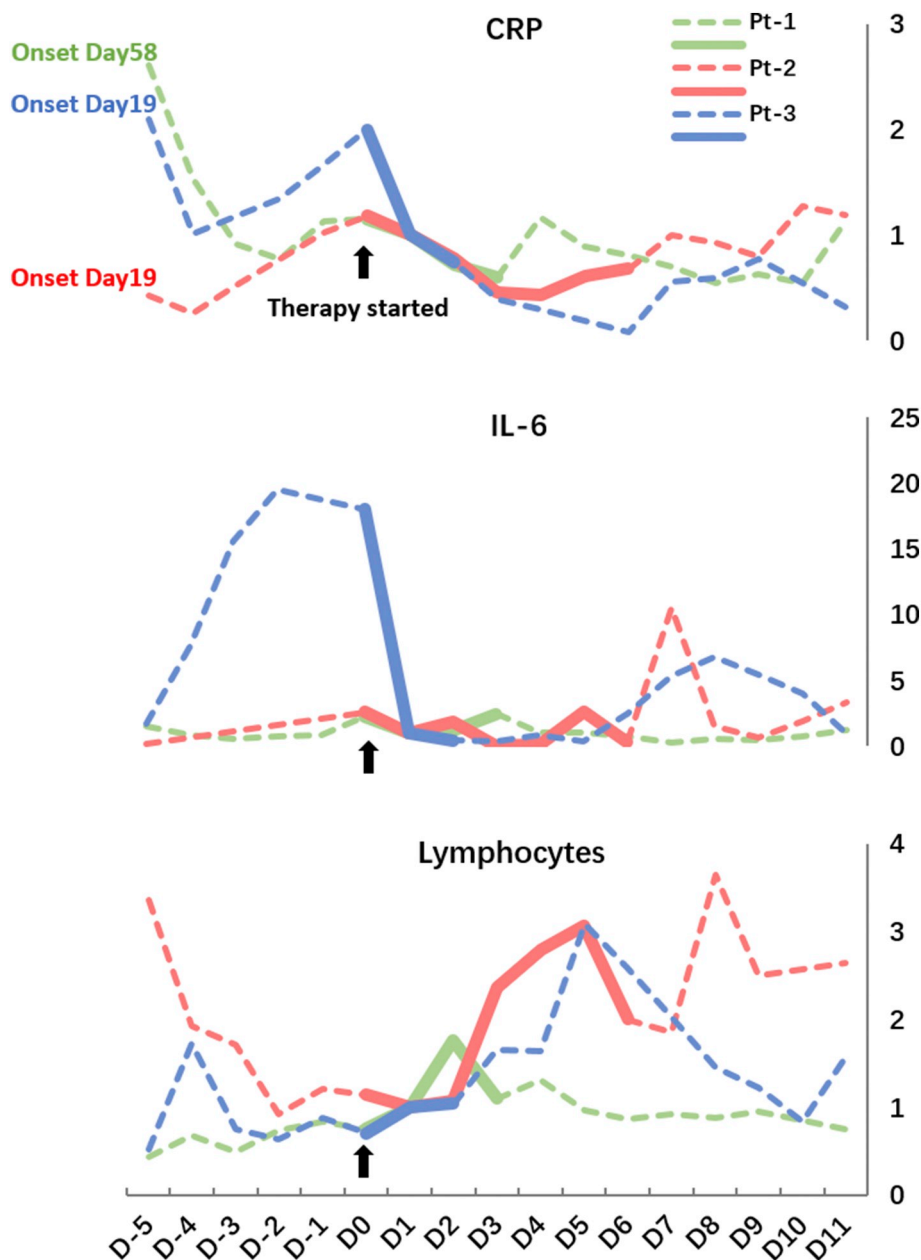 CRP
Pt-1
Pt-2
Pt-3
Onset Day58
Onset Day19
Onset Day19
Therapy started
3
2
1
0
IL-6
25
20
15
10
5
0
Lymphocytes
4
3
2
1
0
D-5 D-4 D-3 D-2 D-1 D0 D1 D2 D3 D4 D5 D6 D7 D8 D9 D10 D11